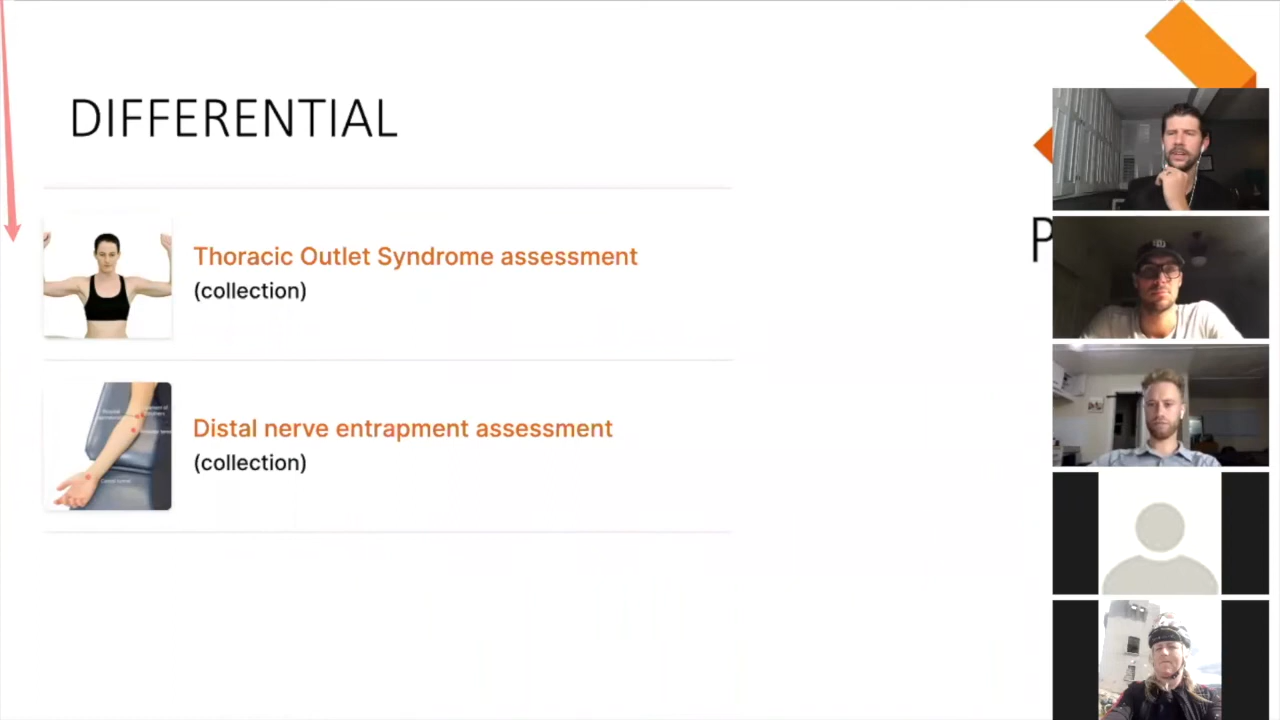 DIFFERENTIAL
Thoracic Outlet Syndrome assessment
(collection)
P
Distal nerve entrapment assessment
(collection)